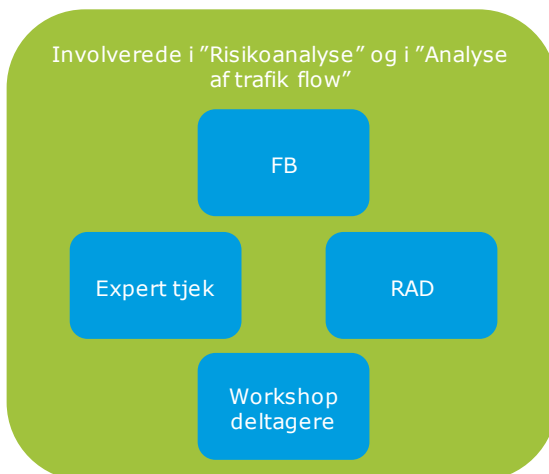 Involverede i ”Risikoanalyse” og i ”Analyse
af trafik flow”
FB
Expert tjek
RAD
Workshop
deltagere